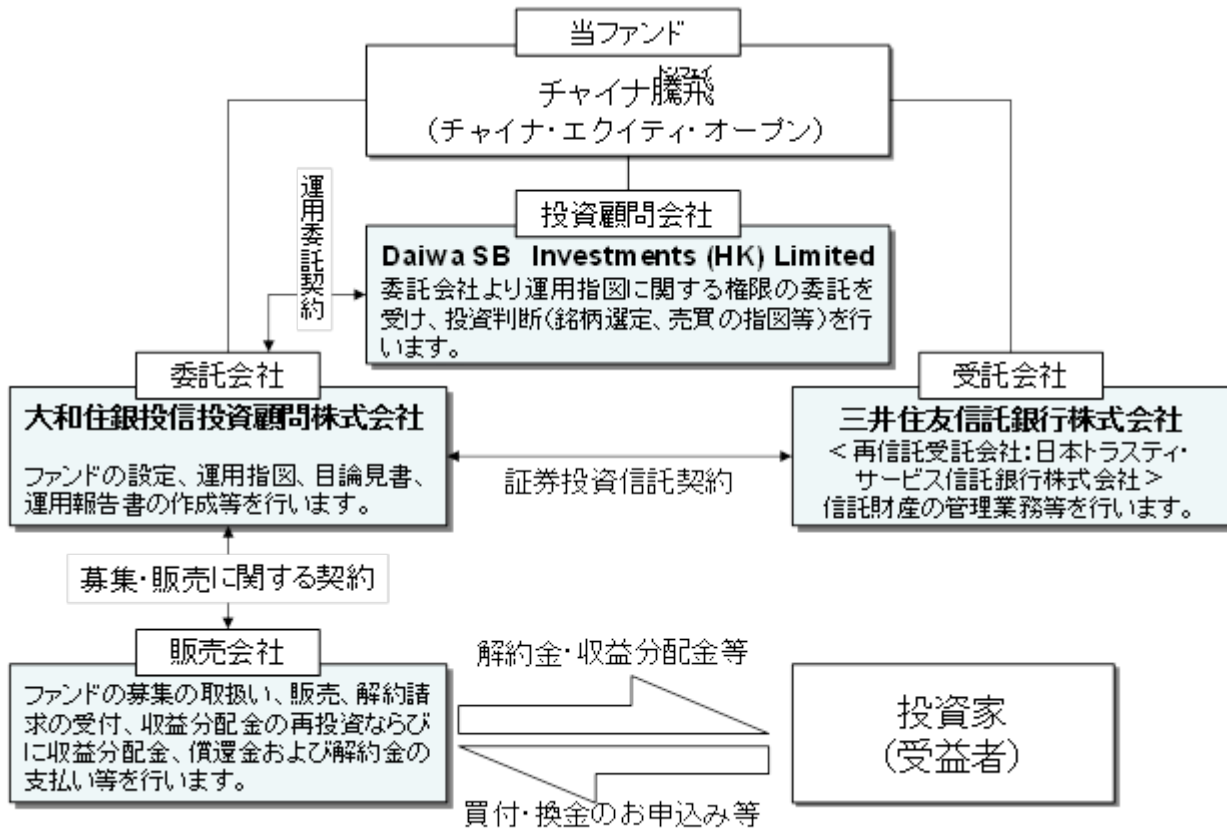 当ファンド
トンフェイ
チャイナ騰飛
（チャイナ・エクイティ・オープン）
運用委託契約
投資顧問会社
Daiwa SB Investments (HK) Limited
委託会社より運用指図に関する権限の委託を
受け、投資判断（銘柄選定、売買の指図等）を行
います。
委託会社
大和住銀投信投資顧問株式会社
ファンドの設定、運用指図、目論見書、
運用報告書の作成等を行います。
証券投資信託契約
受託会社
三井住友信託銀行株式会社
＜再信託受託会社：日本トラスティ・
サービス信託銀行株式会社＞
信託財産の管理業務等を行います。
募集・販売に関する契約
販売会社
ファンドの募集の取扱い、販売、解約請
求の受付、収益分配金の再投資ならび
に収益分配金、償還金および解約金の
支払い等を行います。
解約金・収益分配金等
買付・換金のお申込み等
投資家
（受益者）